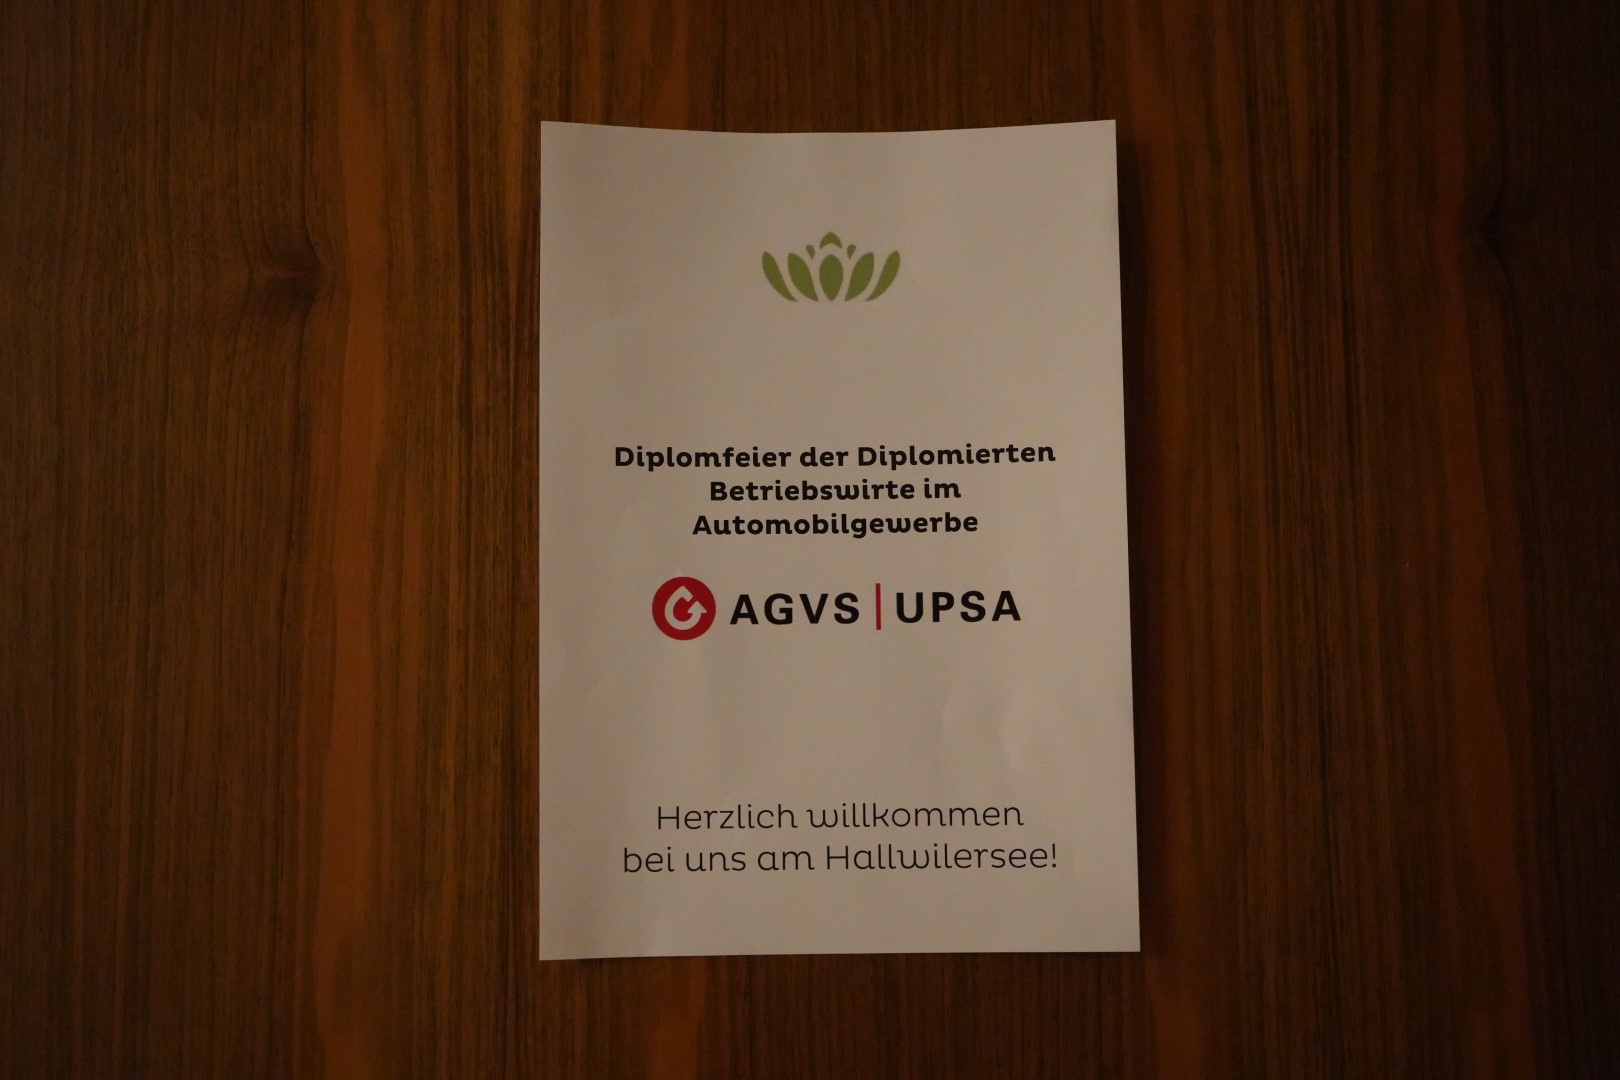 Diplomfeier der Diplomierten
Betriebswirte im
Automobilgewerbe
AGVS | UPSA
Herzlich willkommen
bei uns am Hallwilersee!